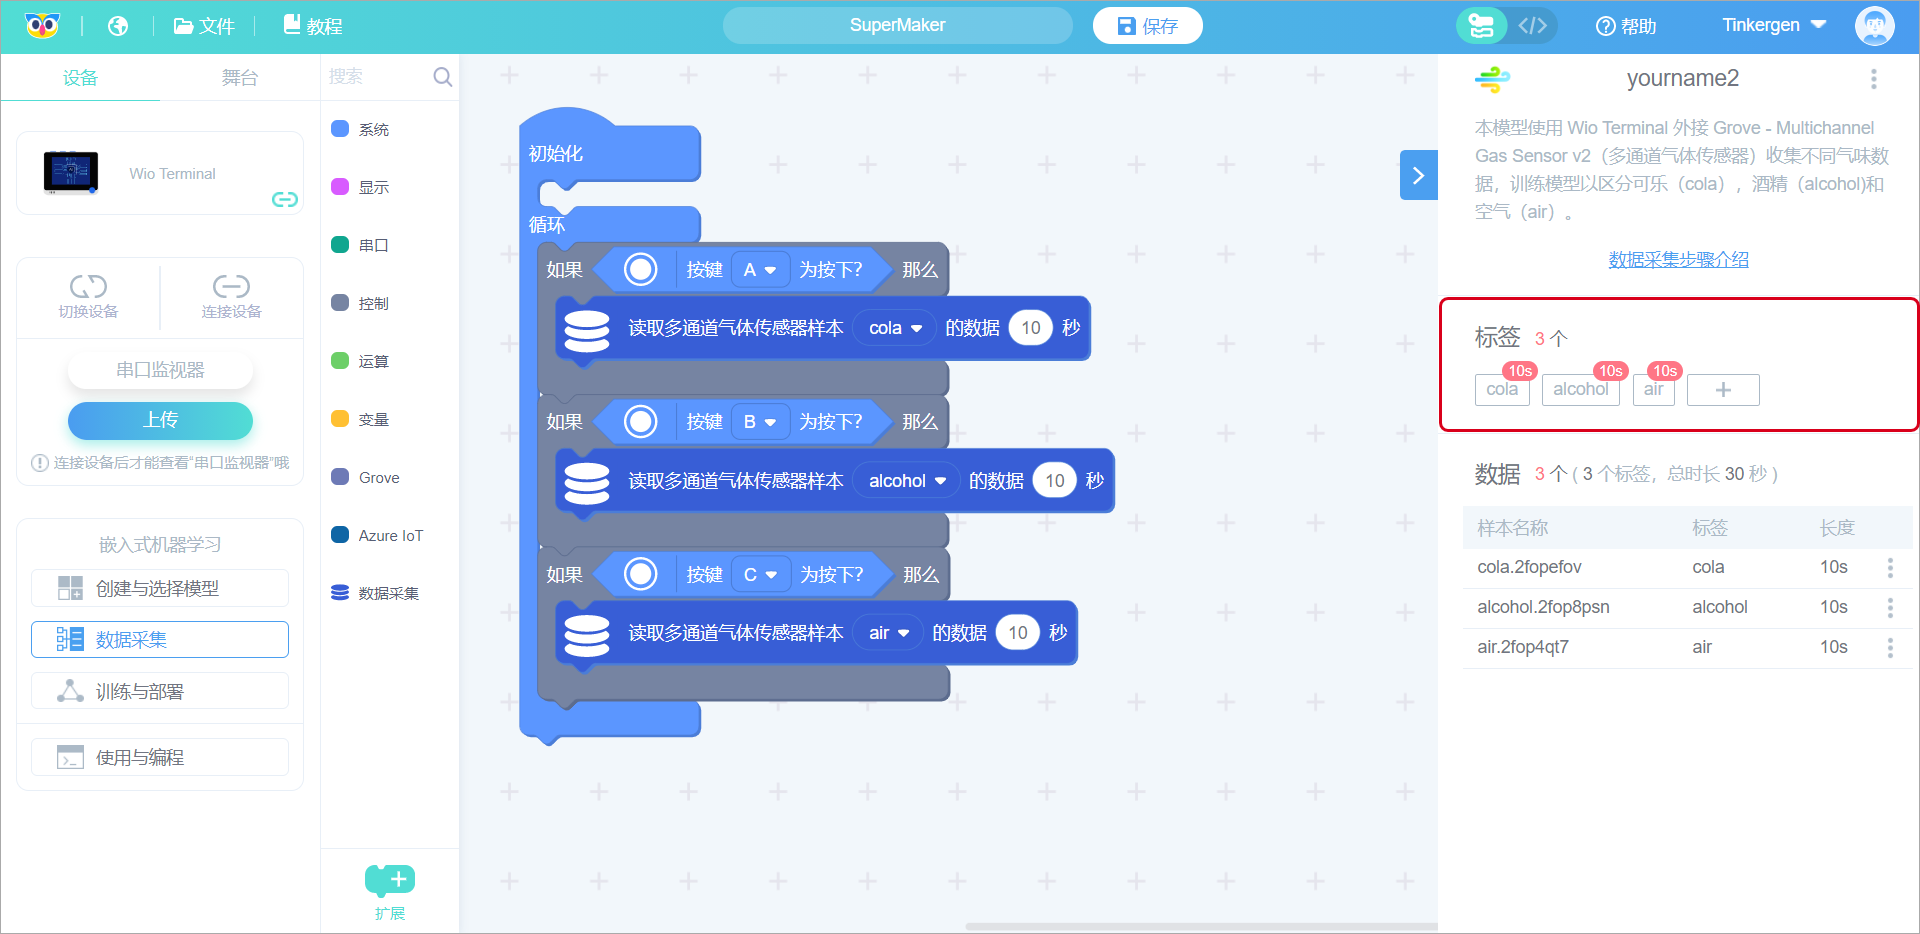 文件
教程
SuperMaker
保存
帮助
Tinkergen
设备
舞台
Wio Terminal
切换设备
连接设备
串口监视器
上传
连接设备后才能查看“串口监视器”哦
嵌入式机器学习
创建与选择模型
数据采集
训练与部署
使用与编程
搜索
系统
显示
串口
控制
运算
变量
Grove
Azure IoT
数据采集
扩展
初始化
循环
如果 按键 A 为按下? 那么
读取多通道气体传感器样本 cola 的数据 10 秒
如果 按键 B 为按下? 那么
读取多通道气体传感器样本 alcohol 的数据 10 秒
如果 按键 C 为按下? 那么
读取多通道气体传感器样本 air 的数据 10 秒
yourname2
本模型使用 Wio Terminal 外接 Grove - Multichannel
Gas Sensor v2（多通道气体传感器）收集不同气味数
据，训练模型以区分可乐（cola），酒精（alcohol)和
空气（air）。
数据采集步骤介绍
标签 3 个
10s 10s 10s
cola alcohol air +
数据 3 个 ( 3 个标签，总时长 30 秒 )
样本名称 标签 长度
cola.2fopefov cola 10s
alcohol.2fop8psn alcohol 10s
air.2fop4qt7 air 10s